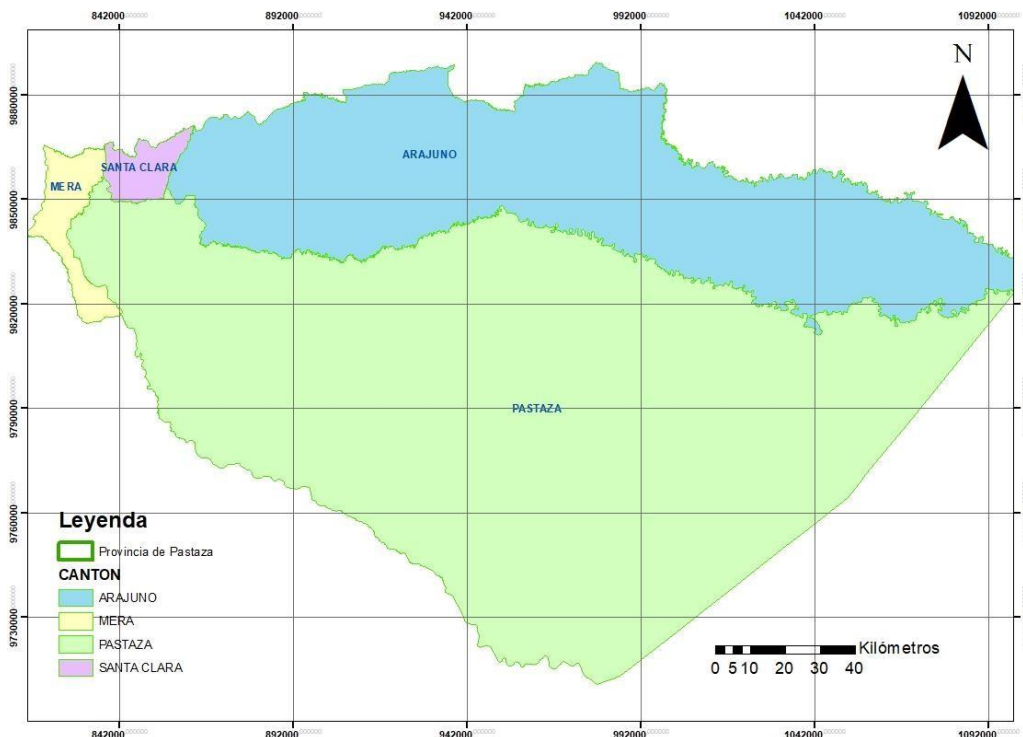 842000 892000 942000 992000 1042000 1092000
N
9880000
9850000
9820000
9790000
9760000
9730000
ARAJUNO
SANTA CLARA
MERA
PASTAZA
Leyenda
Provincia de Pastaza
CANTON
ARAJUNO
MERA
PASTAZA
SANTA CLARA
Kilómetros
0 5 10 20 30 40
842000 892000 942000 992000 1042000 1092000